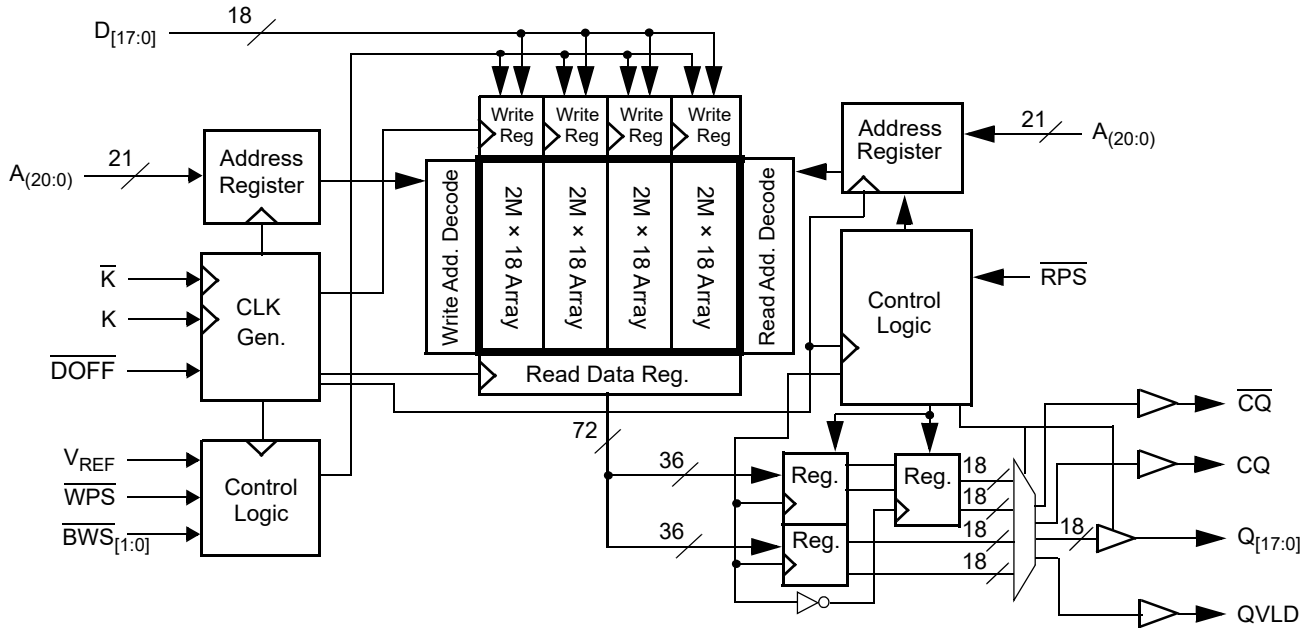 D[17:0]
18
Write Reg
Write Reg
Write Reg
Write Reg
A(20:0)
21
Address
Register
Write Add. Decode
2M × 18 Array
2M × 18 Array
2M × 18 Array
2M × 18 Array
Read Add. Decode
Address
Register
21
A(20:0)
K
K
DOFF
CLK
Gen.
Control
Logic
RPS
Read Data Reg.
VREF
WPS
BWS[1:0]
Control
Logic
72
36
36
Reg.
Reg.
Reg.
18
18
18
18
18
CQ
CQ
Q[17:0]
QVLD